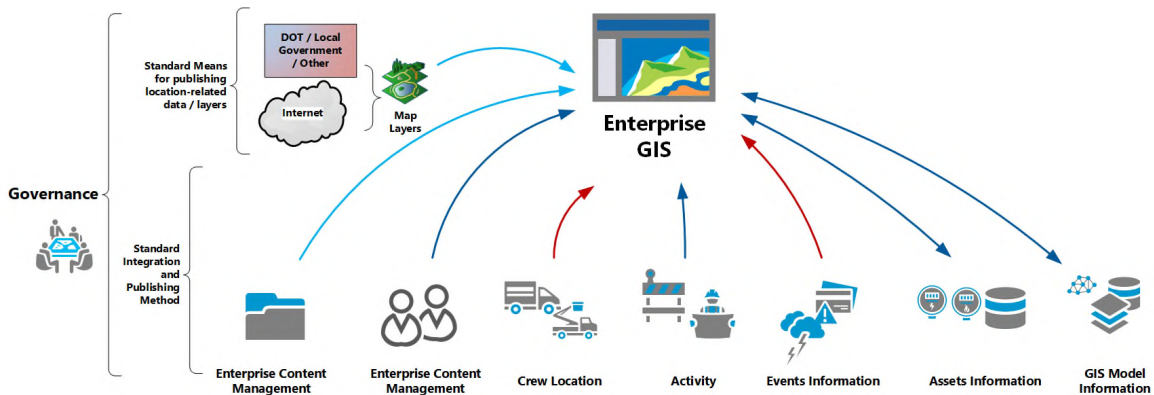 DOT / Local
Government
/ Other
Standard Means
for publishing
location-related
data / layers
Internet
Map
Layers
Enterprise
GIS
Governance
Standard
Integration
and
Publishing
Method
Enterprise Content
Management
Enterprise Content
Management
Crew Location
Activity
Events Information
Assets Information
GIS Model
Information